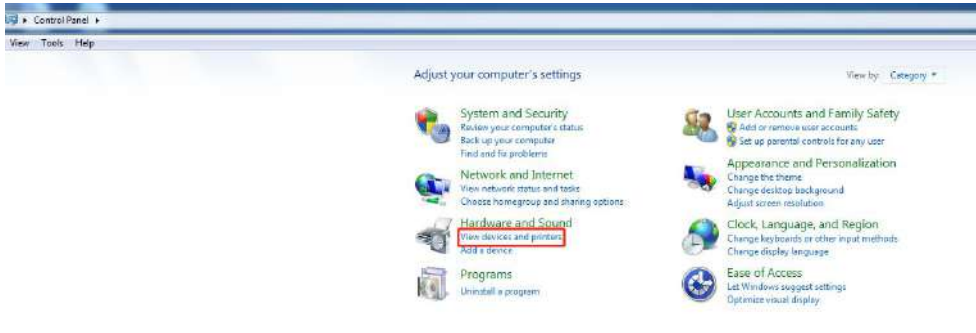 Control Panel
View Tools Help
Adjust your computer's settings
View by: Category
System and Security
Review your computer's status
Back up your computer
Find and fix problems
Network and Internet
View network status and tasks
Choose homegroup and sharing options
Hardware and Sound
View devices and printers
Add a device
Programs
Uninstall a program
User Accounts and Family Safety
Add or remove user accounts
Set up parental controls for any user
Appearance and Personalization
Change the theme
Change desktop background
Adjust screen resolution
Clock, Language, and Region
Change keyboards or other input methods
Change display language
Ease of Access
Let Windows suggest settings
Optimize visual display